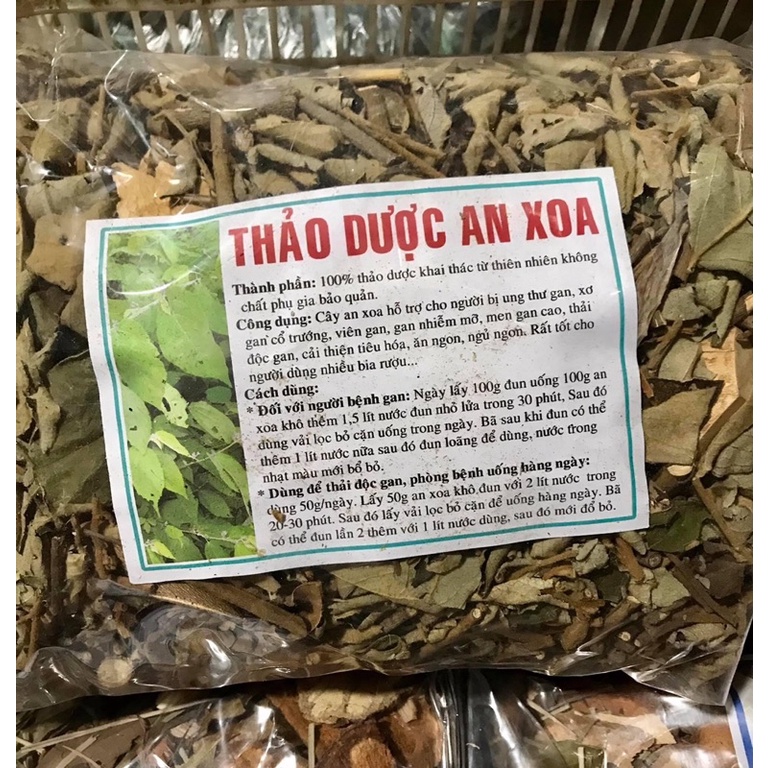 THẢO DƯỢC AN XOA
Thành phần: 100% thảo dược khai thác từ thiên nhiên không
chất phụ gia bảo quản.
Công dụng: Cây an xoa hỗ trợ cho người bị ung thư gan, xơ
gan cổ trướng, viên gan, gan nhiễm mỡ, men gan cao, thải
độc gan, cải thiện tiêu hóa, ăn ngon, ngủ ngon. Rất tốt cho
người dùng nhiều bia rượu...
Cách dùng:
* Đối với người bệnh gan: Ngày lấy 100g đun uống 100g an
xoa khô thêm 1,5 lít nước đun nhỏ lửa trong 30 phút, Sau đó
dùng vải lọc bỏ cặn uống trong ngày. Bã sau khi đun có thể
thêm 1 lít nước nữa sau đó đun loãng để dùng, nước trong
nhạt màu mới bổ bỏ.
* Dùng để thải độc gan, phòng bệnh uống hàng ngày:
dùng 50g/ngày. Lấy 50g an xoa khô đun với 2 lít nước trong
20-30 phút. Sau đó lấy vải lọc bỏ cặn để uống hàng ngày. Bã
có thể đun lần 2 thêm với 1 lít nước dùng, sau đó mới đổ bỏ.